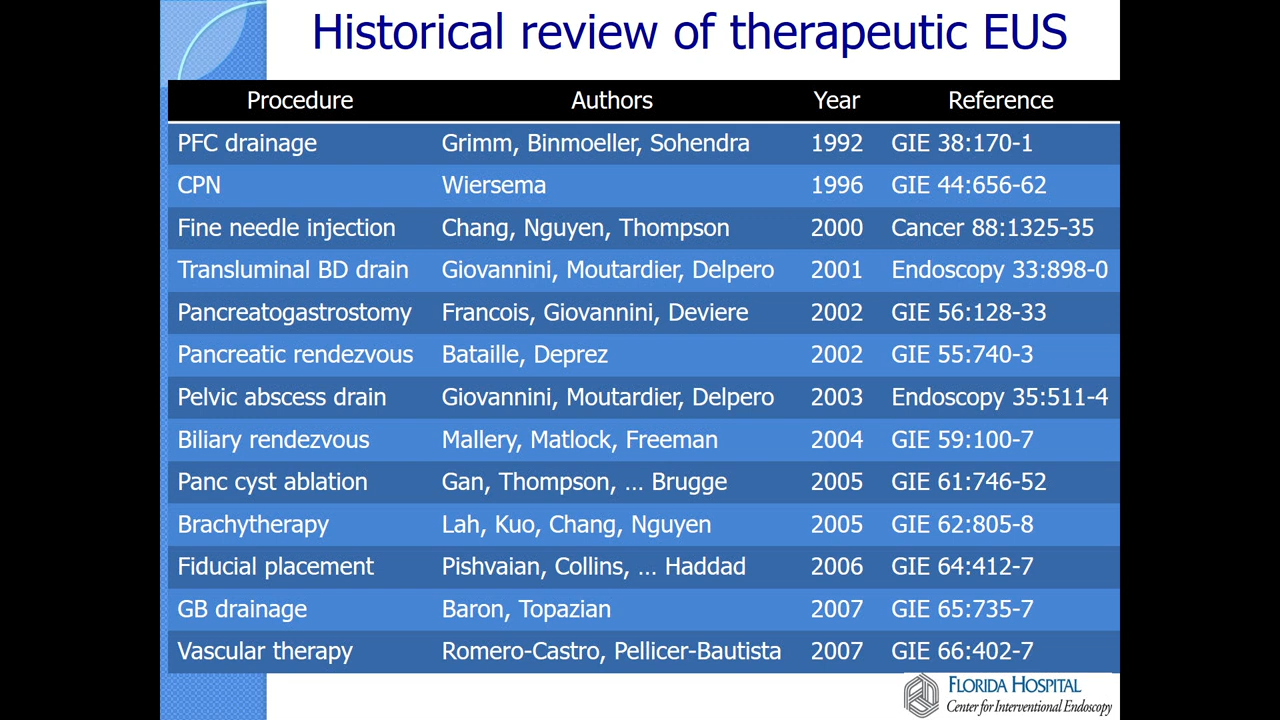 Historical review of therapeutic EUS
Procedure Authors Year Reference
PFC drainage Grimm, Binmoeller, Sohendra 1992 GIE 38:170-1
CPN Wiersema 1996 GIE 44:656-62
Fine needle injection Chang, Nguyen, Thompson 2000 Cancer 88:1325-35
Transluminal BD drain Giovannini, Moutardier, Delpero 2001 Endoscopy 33:898-0
Pancreatogastrostomy Francois, Giovannini, Deviere 2002 GIE 56:128-33
Pancreatic rendezvous Bataille, Deprez 2002 GIE 55:740-3
Pelvic abscess drain Giovannini, Moutardier, Delpero 2003 Endoscopy 35:511-4
Biliary rendezvous Mallery, Matlock, Freeman 2004 GIE 59:100-7
Panc cyst ablation Gan, Thompson, ... Brugge 2005 GIE 61:746-52
Brachytherapy Lah, Kuo, Chang, Nguyen 2005 GIE 62:805-8
Fiducial placement Pishvaian, Collins, ... Haddad 2006 GIE 64:412-7
GB drainage Baron, Topazian 2007 GIE 65:735-7
Vascular therapy Romero-Castro, Pellicer-Bautista 2007 GIE 66:402-7
FLORIDA HOSPITAL
Center for Interventional Endoscopy